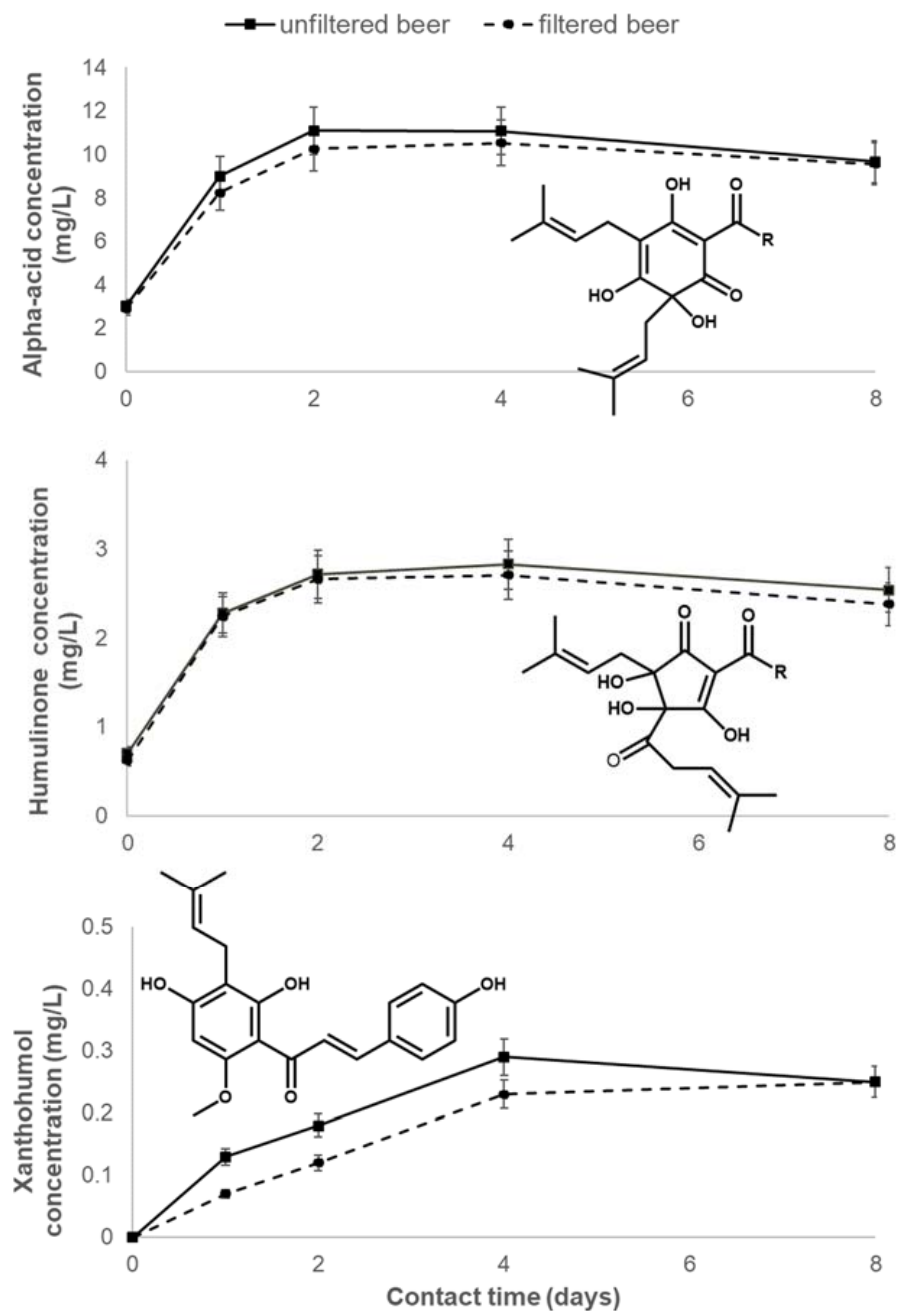 unfiltered beer filtered beer
14
12
10
8
6
4
2
0
Alpha-acid concentration
(mg/L)
OH
O
R
HO
O
OH
0 2 4 6 8
4
3
2
1
0
Humulinone concentration
(mg/L)
O
O
R
HO
HO
OH
O
0 2 4 6 8
0.5
0.4
0.3
0.2
0.1
0
Xanthohumol
concentration (mg/L)
HO
OH
OH
O
O
0 2 4 6 8
Contact time (days)